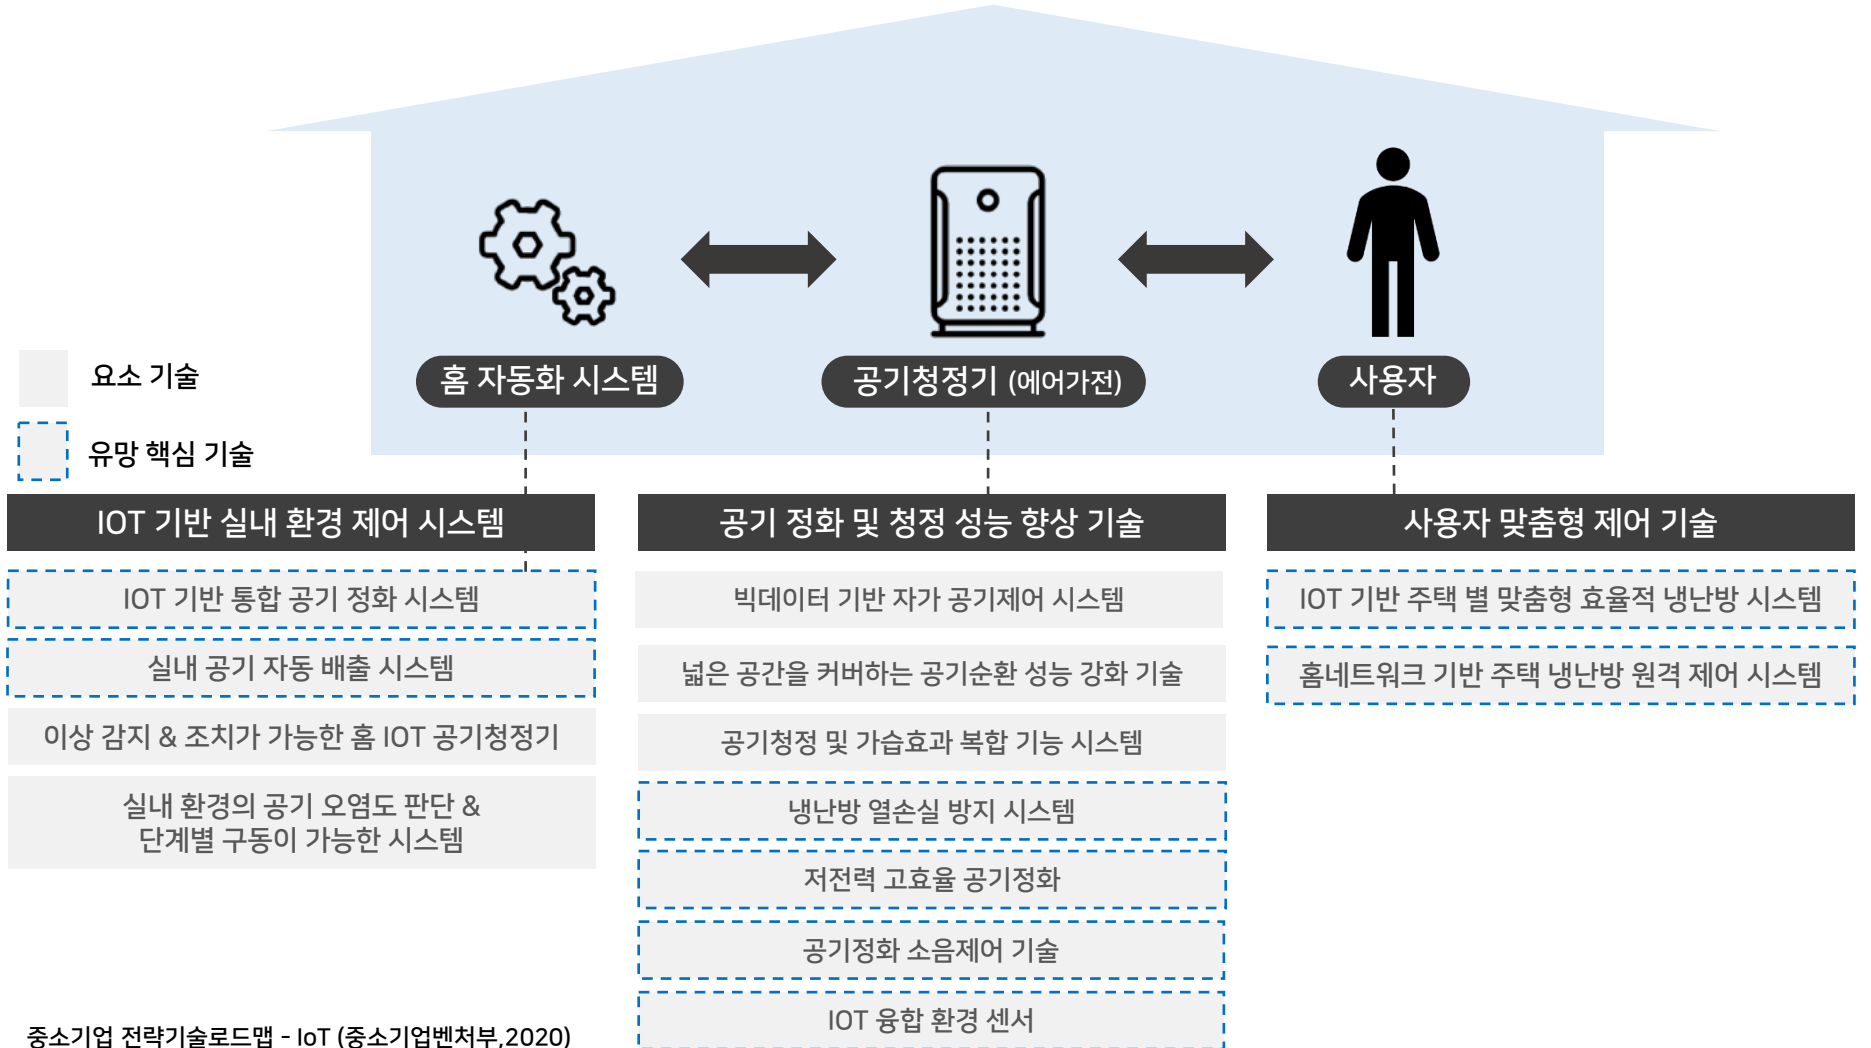 홈 자동화 시스템
공기청정기 (에어가전)
사용자
요소 기술
유망 핵심 기술
IOT 기반 실내 환경 제어 시스템
IOT 기반 통합 공기 정화 시스템
실내 공기 자동 배출 시스템
이상 감지 & 조치가 가능한 홈 IOT 공기청정기
실내 환경의 공기 오염도 판단 &
단계별 구동이 가능한 시스템
공기 정화 및 청정 성능 향상 기술
빅데이터 기반 자가 공기제어 시스템
넓은 공간을 커버하는 공기순환 성능 강화 기술
공기청정 및 가습효과 복합 기능 시스템
냉난방 열손실 방지 시스템
저전력 고효율 공기정화
공기정화 소음제어 기술
IOT 융합 환경 센서
사용자 맞춤형 제어 기술
IOT 기반 주택 별 맞춤형 효율적 냉난방 시스템
홈네트워크 기반 주택 냉난방 원격 제어 시스템
중소기업 전략기술로드맵 - IoT (중소기업벤처부,2020)